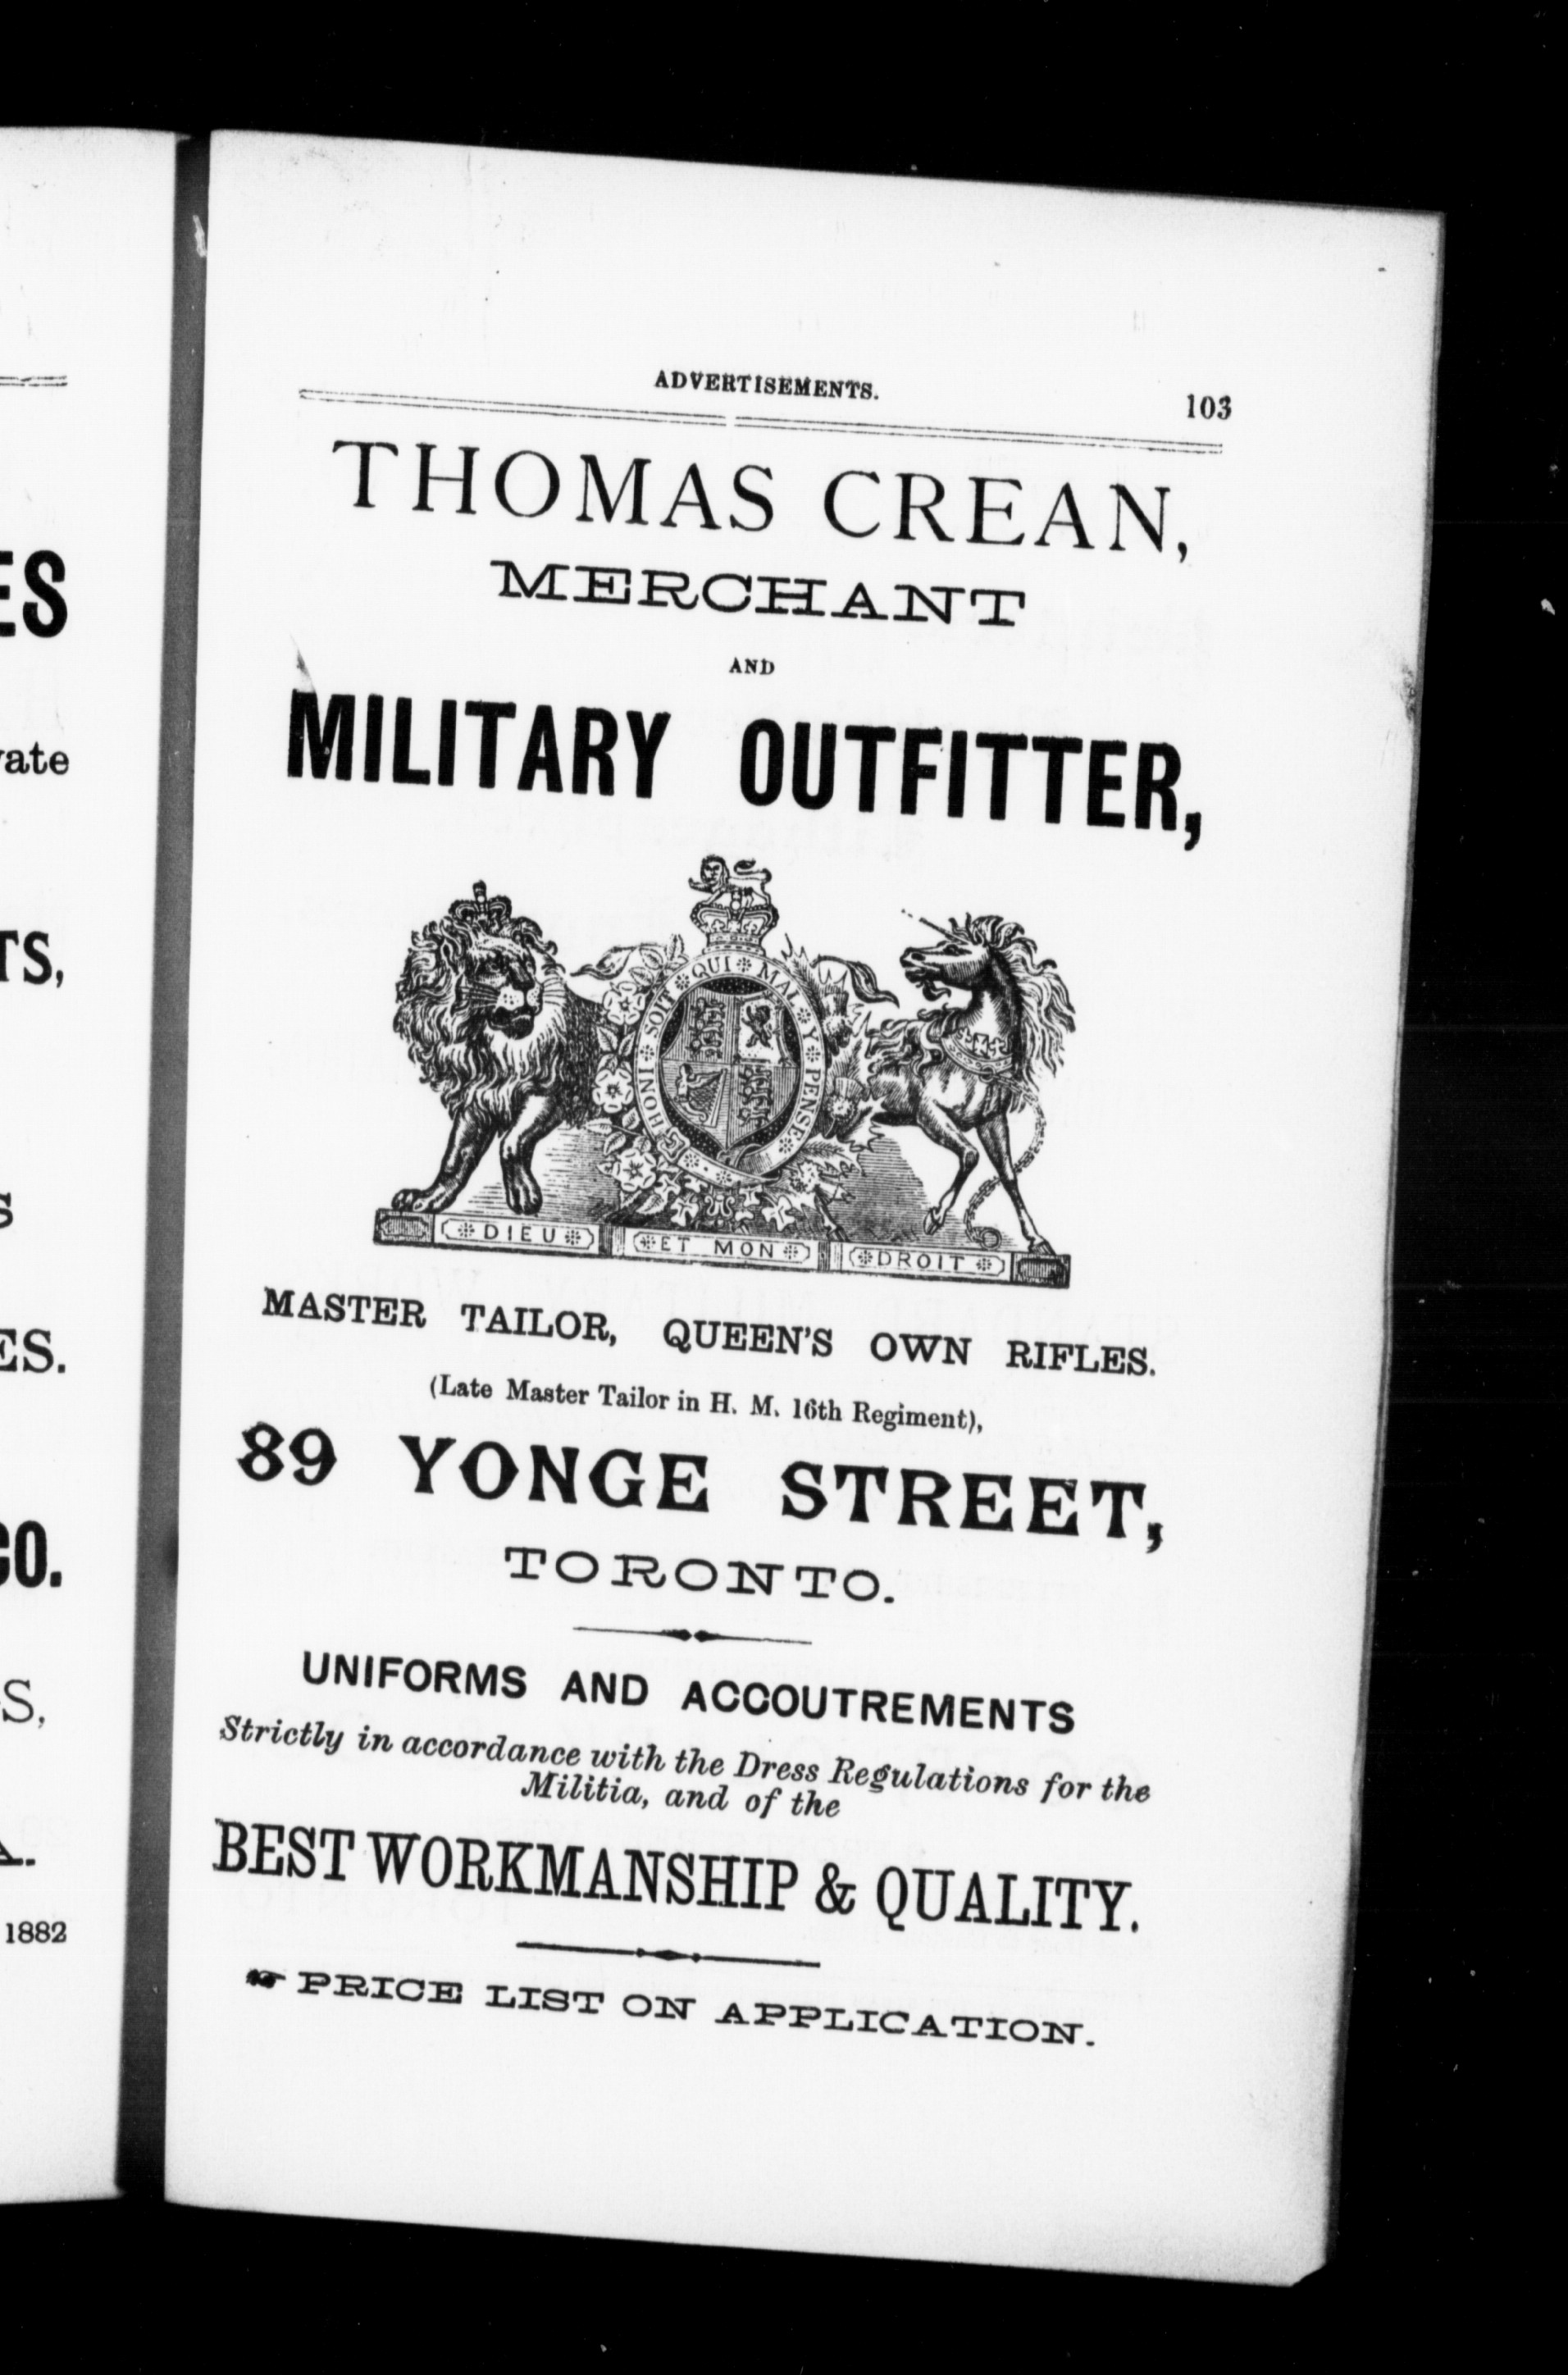 ADVERTISEMENTS.
103
THOMAS CREAN,
MERCHANT
AND
MILITARY OUTFITTER,
HONI SOIT QUI MAL Y PENSE
DIEU ET MON DROIT
MASTER TAILOR, QUEEN'S OWN RIFLES.
(Late Master Tailor in H. M. 16th Regiment),
89 YONGE STREET,
TORONTO.
UNIFORMS AND ACCOUTREMENTS
Strictly in accordance with the Dress Regulations for the
Militia, and of the
BEST WORKMANSHIP & QUALITY.
☛ PRICE LIST ON APPLICATION.
ES
vate
TS,
S
ES.
CO.
S,
A.
1882